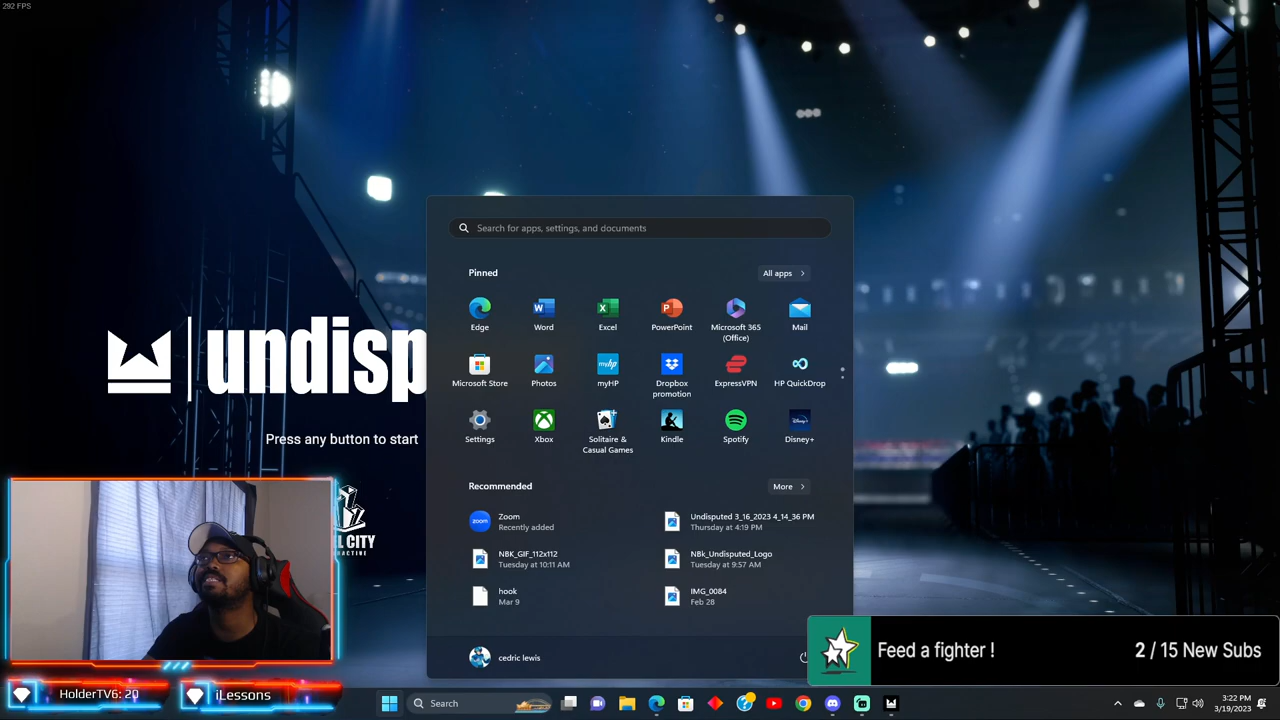 292 FPS
Search for apps, settings, and documents
Pinned
All apps
Edge
Word
Excel
PowerPoint
Microsoft 365
(Office)
Mail
Microsoft Store
Photos
myhp
myHP
Dropbox
promotion
ExpressVPN
HP QuickDrop
Settings
Xbox
Solitaire &
Casual Games
Kindle
Spotify
Disney+
Recommended
More
zoom
Zoom
Recently added
Undisputed 3_16_2023 4_14_36 PM
Thursday at 4:19 PM
NBK_GIF_112x112
Tuesday at 10:11 AM
NBk_Undisputed_Logo
Tuesday at 9:57 AM
hook
Mar 9
IMG_0084
Feb 28
cedric lewis
undisp
Press any button to start
L CITY
RACTIVE
Feed a fighter !
2 / 15 New Subs
HolderTV6: 20
iLessons
Search
3:22 PM
3/19/2023